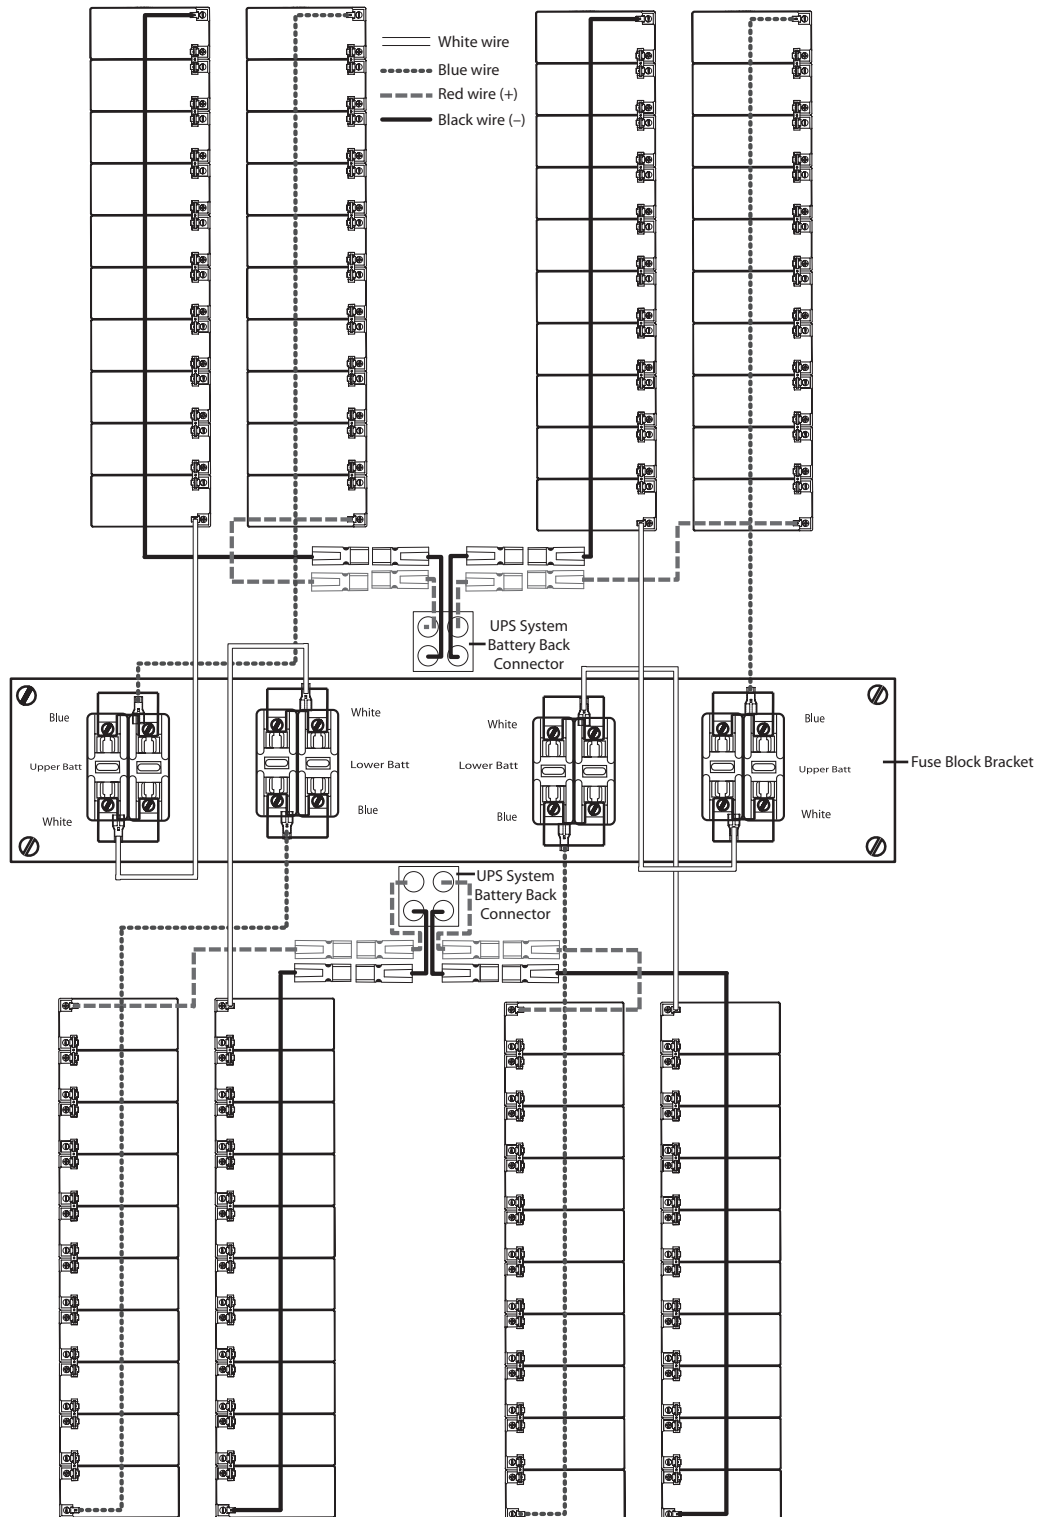 White wire
Blue wire
Red wire (+)
Black wire (–)
UPS System
Battery Back
Connector
Blue
Upper Batt
White
White
Lower Batt
Blue
White
Lower Batt
Blue
Blue
Upper Batt
White
Fuse Block Bracket
UPS System
Battery Back
Connector